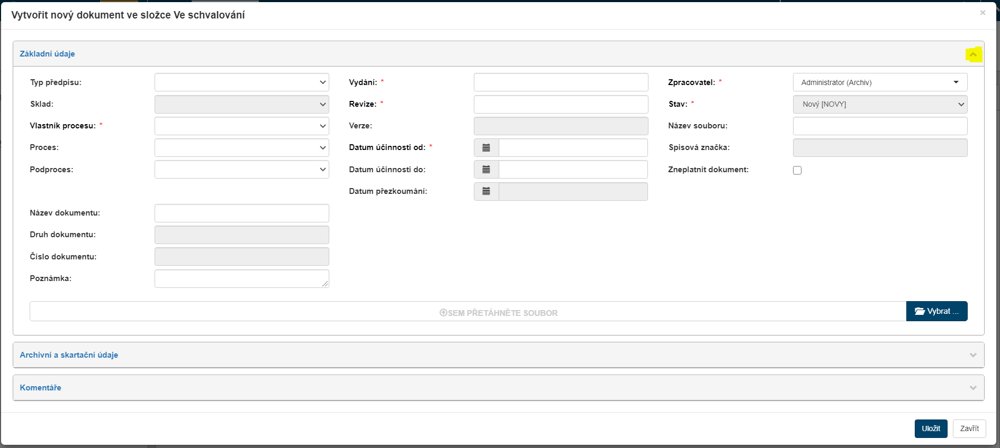 Vytvořit nový dokument ve složce Ve schvalování
×
Základní údaje
Typ předpisu:
Sklad:
Vlastník procesu: *
Proces:
Podproces:
Název dokumentu:
Druh dokumentu:
Číslo dokumentu:
Poznámka:
Vydání: *
Revize: *
Verze:
Datum účinnosti od: *
Datum účinnosti do:
Datum přezkoumání:
Zpracovatel: * Administrator (Archiv)
Stav: * Nový [NOVY]
Název souboru:
Spisová značka:
Zneplatnit dokument:
SEM PŘETÁHNĚTE SOUBOR
Vybrat ...
Archivní a skartační údaje
Komentáře
Uložit Zavřít